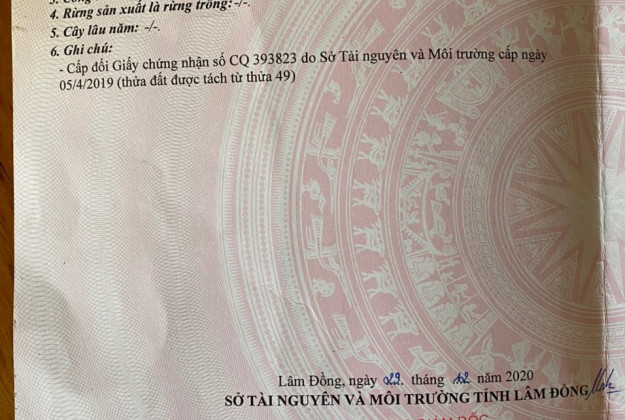 4. Rừng sản xuất là rừng trồng: -/-.
5. Cây lâu năm: -/-.
6. Ghi chú:
- Cấp đổi Giấy chứng nhận số CQ 393823 do Sở Tài nguyên và Môi trường cấp ngày
05/4/2019 (thửa đất được tách từ thửa 49)
Lâm Đồng, ngày 29. tháng 12 năm 2020
SỞ TÀI NGUYÊN VÀ MÔI TRƯỜNG TỈNH LÂM ĐỒNG